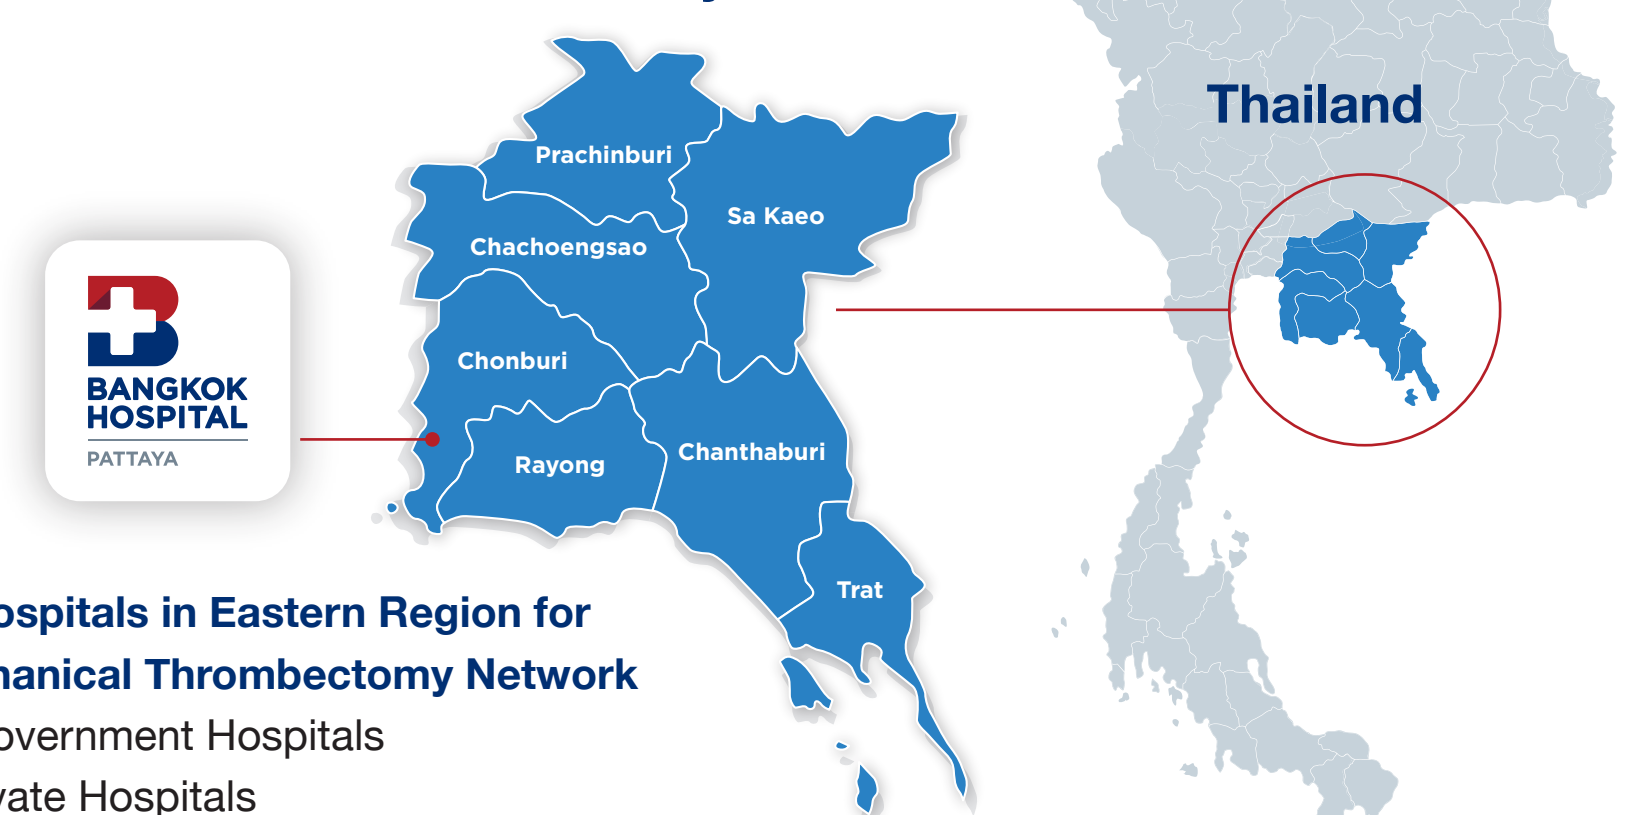 Thailand
Prachinburi
Sa Kaeo
Chachoengsao
Chonburi
Rayong
Chanthaburi
Trat
BANGKOK
HOSPITAL
PATTAYA
ospitals in Eastern Region for
hanical Thrombectomy Network
overnment Hospitals
vate Hospitals